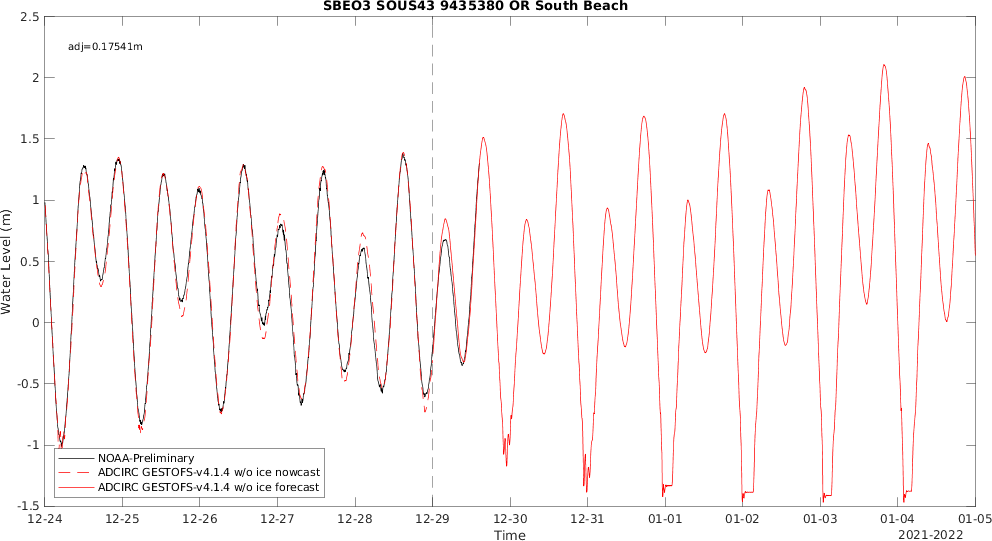 SBEO3 SOUS43 9435380 OR South Beach
adj=0.17541m
Water Level (m)
2.5
2
1.5
1
0.5
0
-0.5
-1
-1.5
NOAA-Preliminary
ADCIRC GESTOFS-v4.1.4 w/o ice nowcast
ADCIRC GESTOFS-v4.1.4 w/o ice forecast
12-24 12-25 12-26 12-27 12-28 12-29 12-30 12-31 01-01 01-02 01-03 01-04 01-05
Time
2021-2022